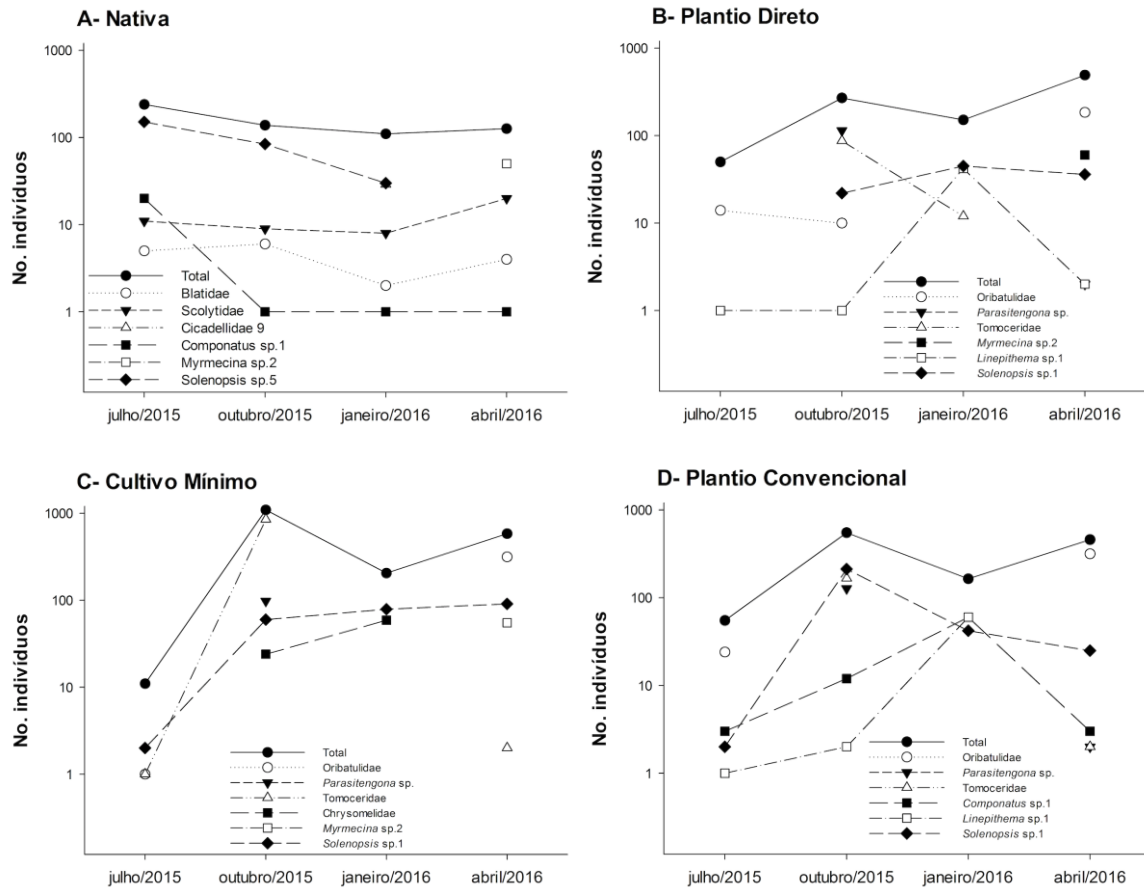 A- Nativa
No. indivíduos
1000
100
10
1
Total
Blatidae
Scolytidae
Cicadellidae 9
Componatus sp.1
Myrmecina sp.2
Solenopsis sp.5
julho/2015
outubro/2015
janeiro/2016
abril/2016
B- Plantio Direto
No. indivíduos
1000
100
10
1
Total
Oribatulidae
Parasitengona sp.
Tomoceridae
Myrmecina sp.2
Linepithema sp.1
Solenopsis sp.1
julho/2015
outubro/2015
janeiro/2016
abril/2016
C- Cultivo Mínimo
No. indivíduos
1000
100
10
1
Total
Oribatulidae
Parasitengona sp.
Tomoceridae
Chrysomelidae
Myrmecina sp.2
Solenopsis sp.1
julho/2015
outubro/2015
janeiro/2016
abril/2016
D- Plantio Convencional
No. indivíduos
1000
100
10
1
Total
Oribatulidae
Parasitengona sp.
Tomoceridae
Componatus sp.1
Linepithema sp.1
Solenopsis sp.1
julho/2015
outubro/2015
janeiro/2016
abril/2016